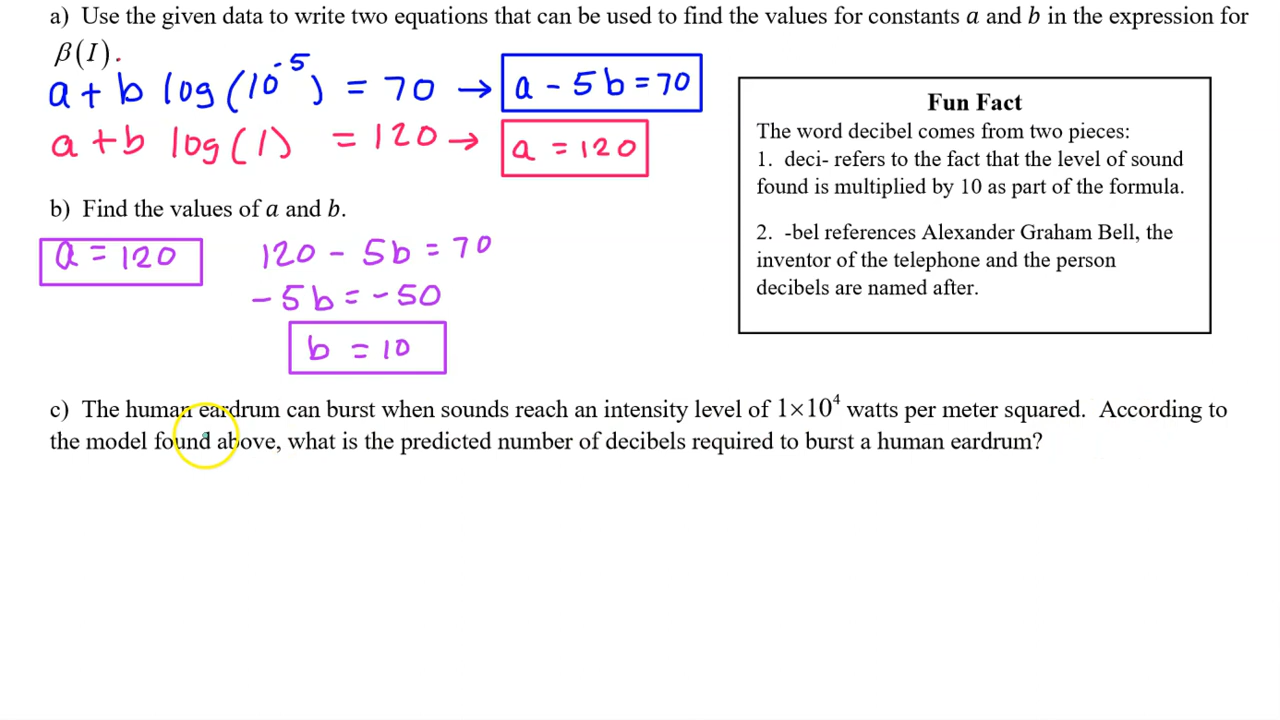 a) Use the given data to write two equations that can be used to find the values for constants a and b in the expression for
β(I).
a + b log(10⁻⁵) = 70 → a - 5b = 70
a + b log(1) = 120 → a = 120
b) Find the values of a and b.
a = 120
120 - 5b = 70
-5b = -50
b = 10
Fun Fact
The word decibel comes from two pieces:
1. deci- refers to the fact that the level of sound
found is multiplied by 10 as part of the formula.
2. -bel references Alexander Graham Bell, the
inventor of the telephone and the person
decibels are named after.
c) The human eardrum can burst when sounds reach an intensity level of 1×10⁴ watts per meter squared. According to
the model found above, what is the predicted number of decibels required to burst a human eardrum?